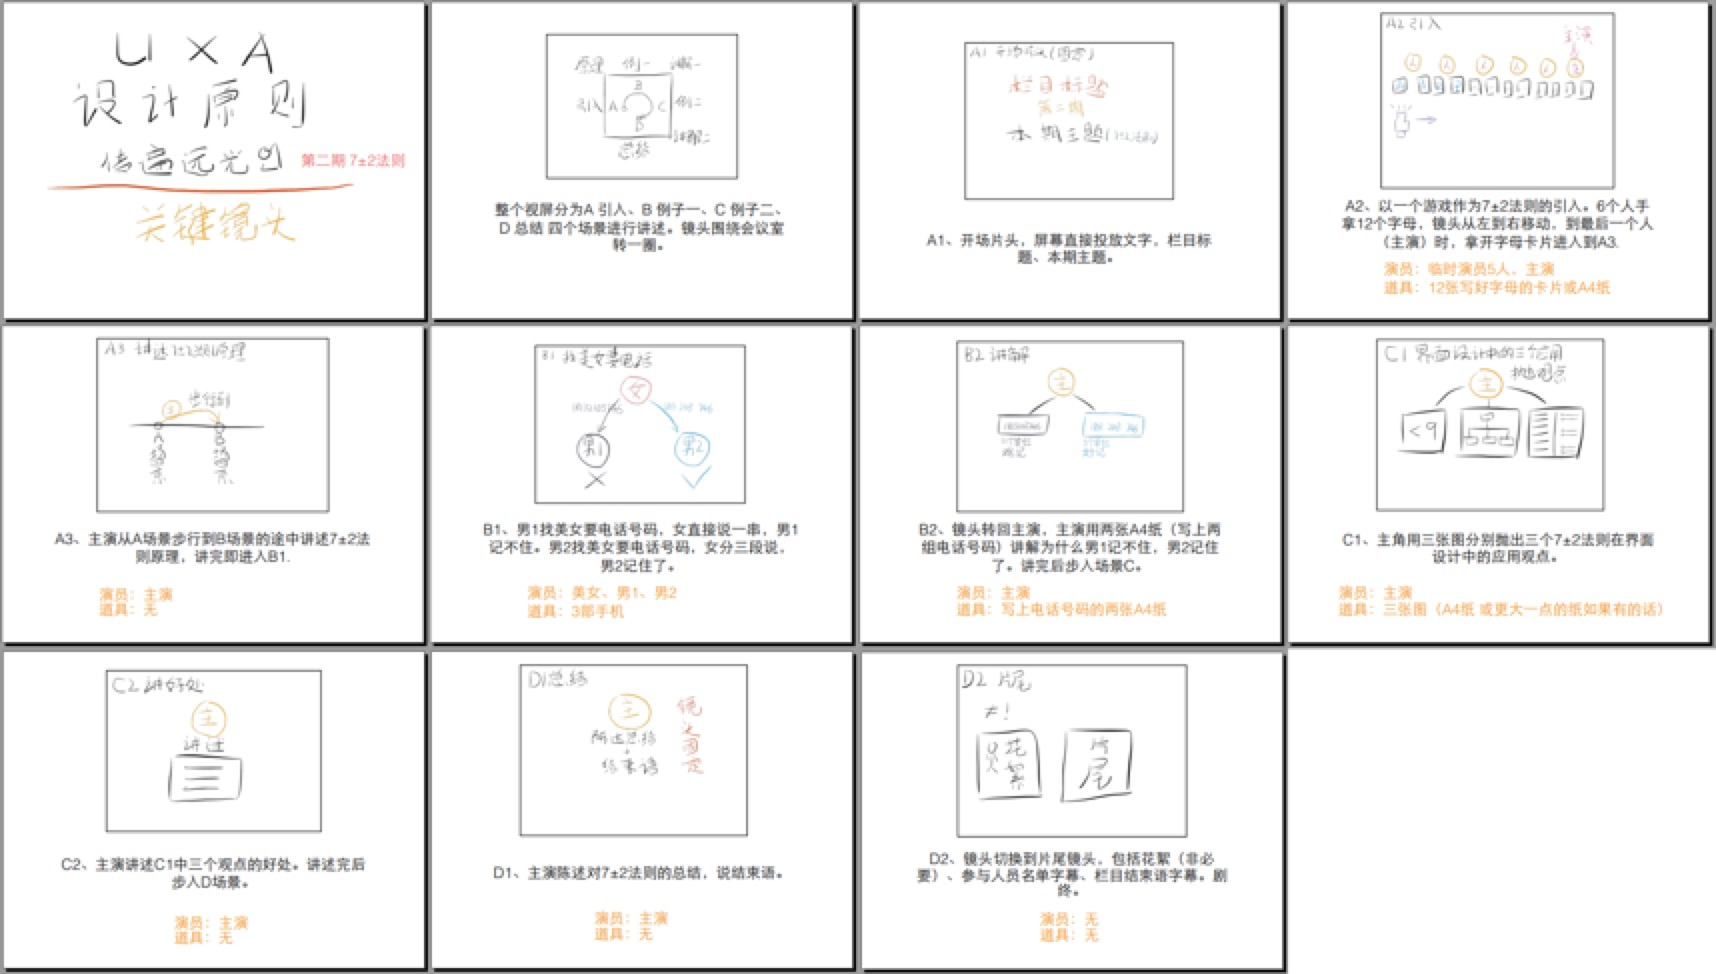 UXA
设计原则
传遍远光的 第二期 7±2法则
关键镜头
原理 例一 讲解一
B
引入 A C 例二
B
讲解二
总结
整个视屏分为A 引人、B 例子一、C 例子二、
D 总结 四个场景进行讲述。镜头围绕会议室
转一圈。
栏目标题
第二期
本期主题
A1、开场片头，屏幕直接投放文字，栏目标
题、本期主题。
A2 引入
主演
A2、以一个游戏作为7±2法则的引人。6个人手
拿12个字母，镜头从左到右移动，到最后一个人
（主演）时，拿开字母卡片进人到A3.
演员：临时演员5人、主演
道具：12张写好字母的卡片或A4纸
A3 讲述7±2法则原理
主 步行到
A场景 B场景
A3、主演从A场景步行到B场景的途中讲述7±2法
则原理，讲完即进人B1.
演员：主演
道具：无
B1 找美女要电话
女
男1 男2
B1、男1找美女要电话号码，女直接说一串，男1
记不住。男2找美女要电话号码，女分三段说，
男2记住了。
演员：美女、男1、男2
道具：3部手机
B2 讲解
主
难记 好记
B2、镜头转回主演，主演用两张A4纸（写上两
组电话号码）讲解为什么男1记不住，男2记住
了。讲完后步人场景C。
演员：主演
道具：写上电话号码的两张A4纸
C1 界面设计中的三个应用
抛出观点
主
<9
C1、主角用三张图分别抛出三个7±2法则在界面
设计中的应用观点。
演员：主演
道具：三张图（A4纸 或更大一点的纸如果有的话）
C2 讲好处
主
讲述
C2、主演讲述C1中三个观点的好处。讲述完后
步人D场景。
演员：主演
道具：无
D1总结
主
陈述总结
+
结束语
镜头固定
D1、主演陈述对7±2法则的总结，说结束语。
演员：主演
道具：无
D2 片尾
花絮 片尾
D2、镜头切换到片尾镜头，包括花絮（非必
要）、参与人员名单字幕、栏目结束语字幕。剧
终。
演员：无
道具：无